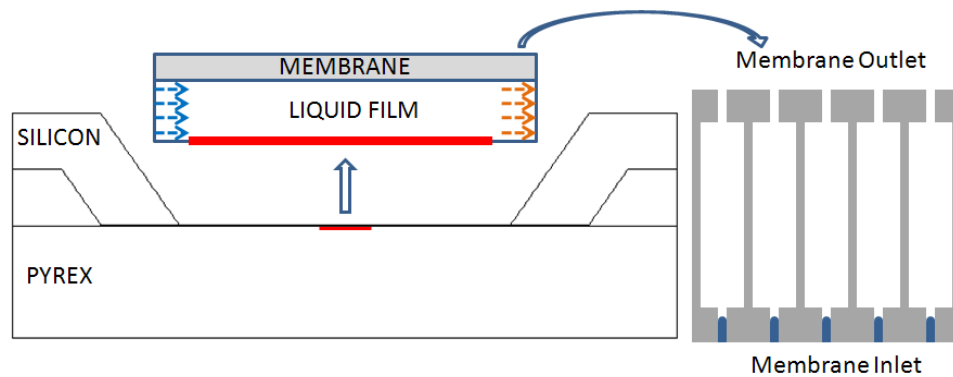 MEMBRANE
LIQUID FILM
SILICON
PYREX
Membrane Outlet
Membrane Inlet